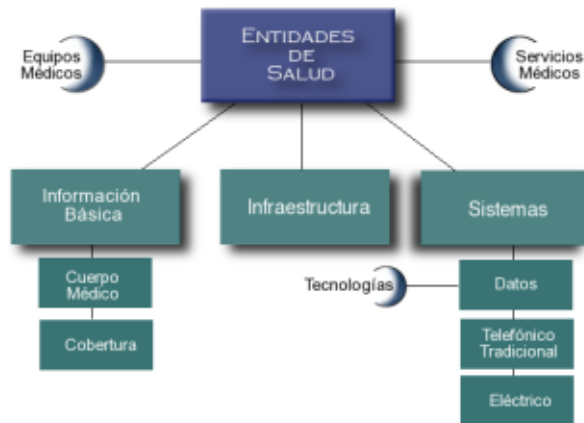 ENTIDADES
DE
SALUD
Equipos
Médicos
Servicios
Médicos
Información
Básica
Infraestructura
Sistemas
Cuerpo
Médico
Tecnologías
Datos
Cobertura
Telefónico
Tradicional
Eléctrico